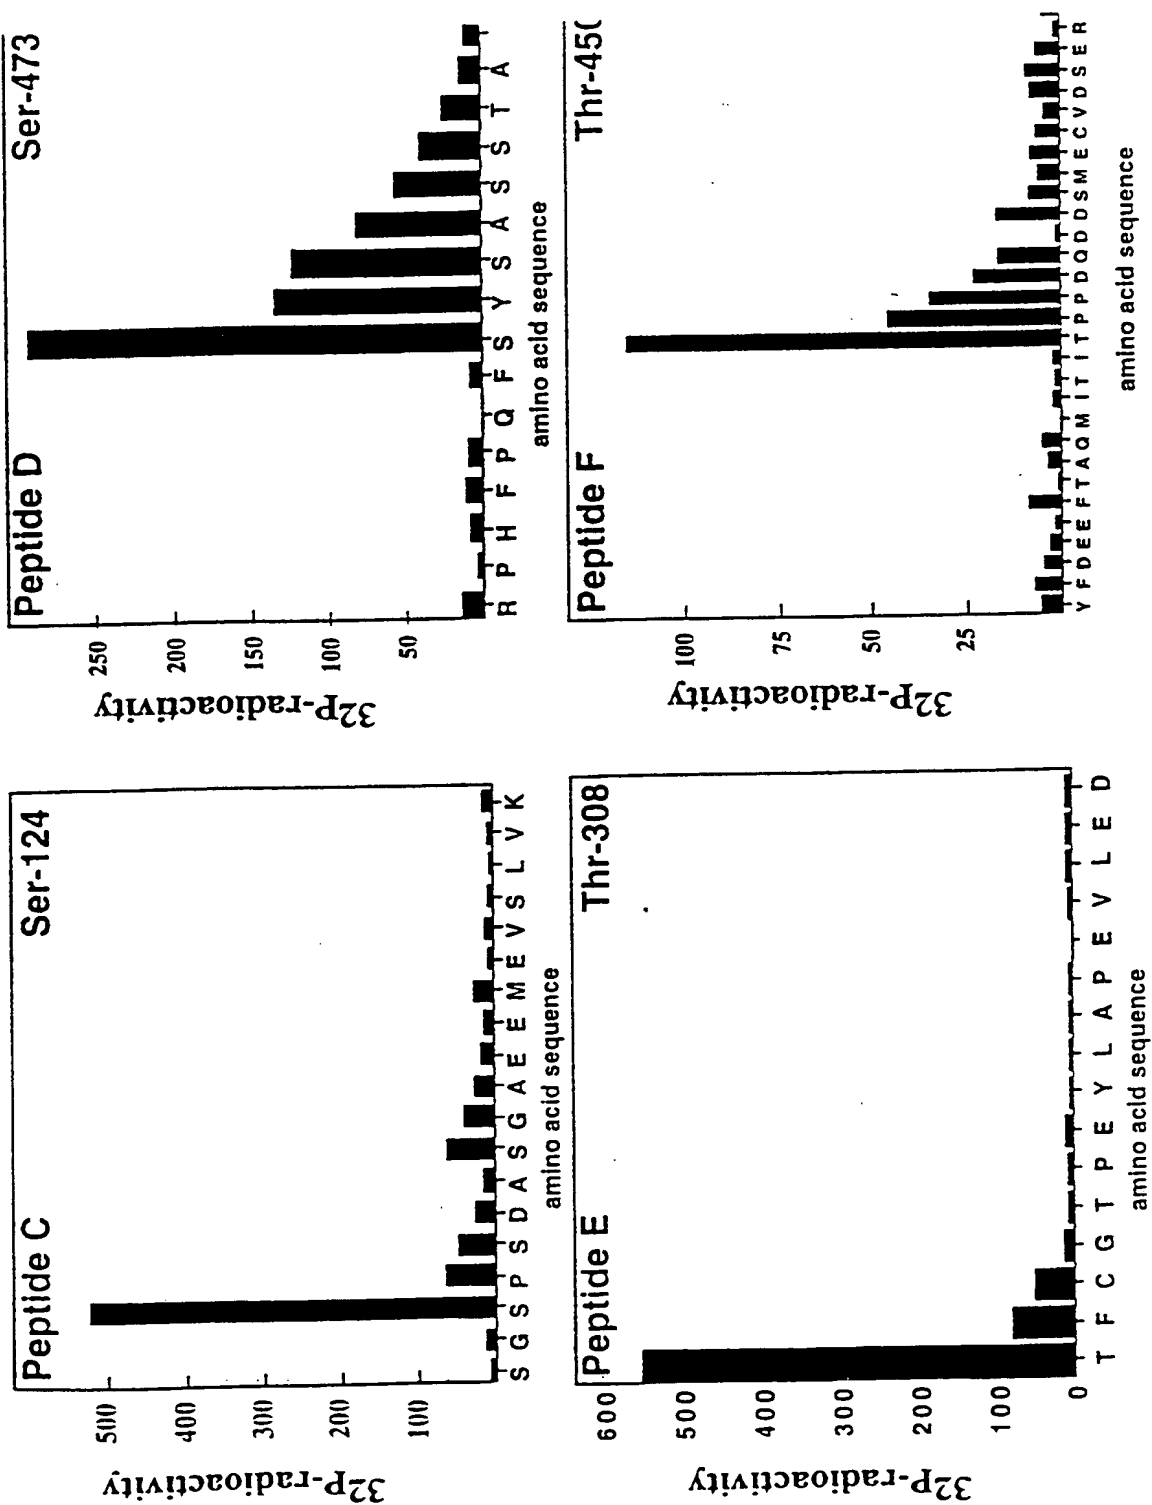 Peptide C Ser-124
32P-radioactivity
500
400
300
200
100
S G S P S D A S G A E E M E V S L V K
amino acid sequence
Peptide D Ser-473
32P-radioactivity
250
200
150
100
50
R P H F P Q F S Y S A S S T A
amino acid sequence
Peptide E Thr-308
32P-radioactivity
600
500
400
300
200
100
0
T F C G T P E Y L A P E V L E D
amino acid sequence
Peptide F Thr-45
32P-radioactivity
100
75
50
25
Y F D E E F T A Q M I T I T P P D Q D D S M E C V D S E R
amino acid sequence